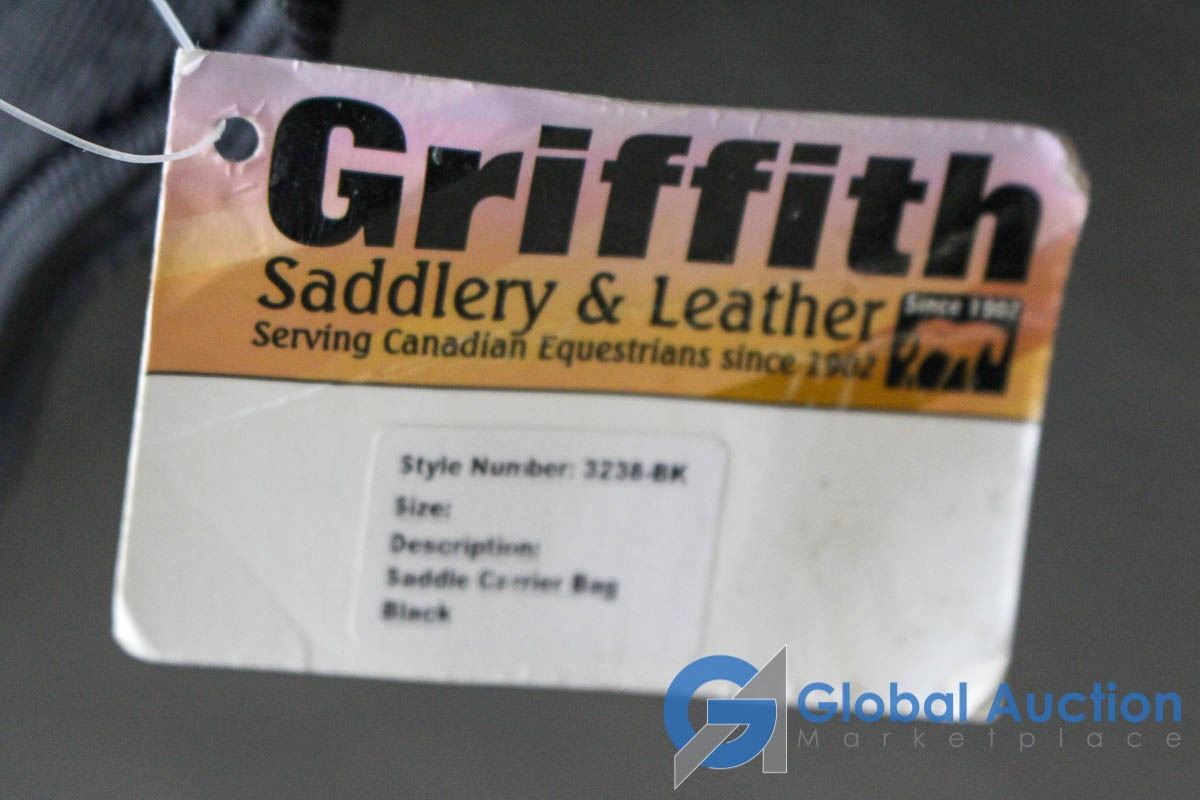 Griffith
Saddlery & Leather
Serving Canadian Equestrians since 1902
Since 1902
Style Number: 3238-BK
Size:
Description:
Saddle Carrier Bag
Black
GA Global Auction
Marketplace